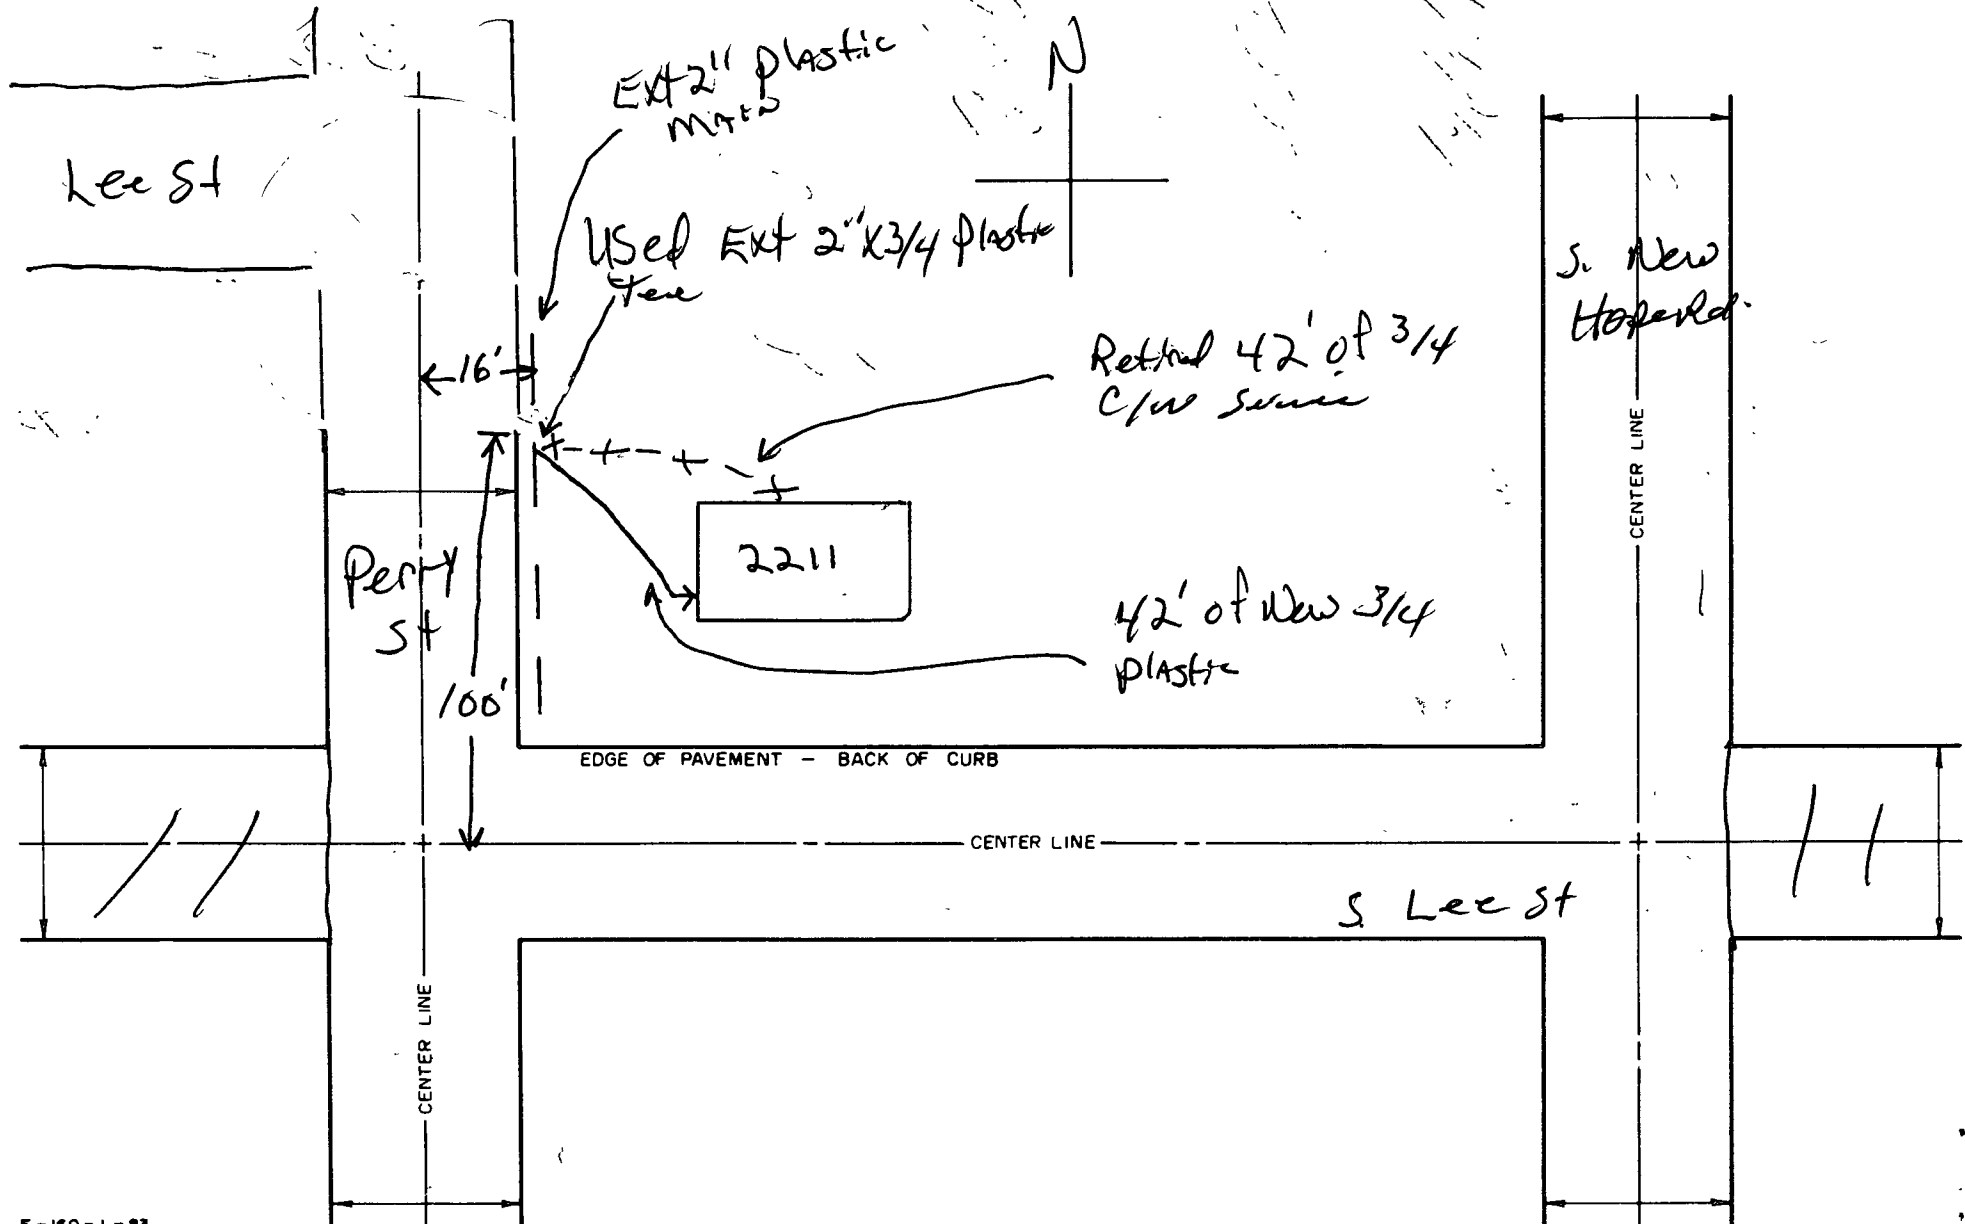 N
Ext 2" Plastic
Main
Lee St
Used Ext 2"x3/4 Plastic
Tee
S. New
Hope Rd.
16'
Retired 42' of 3/4
C/W Service
CENTER LINE
2211
Perry
St
42' of New 3/4
Plastic
100'
EDGE OF PAVEMENT – BACK OF CURB
CENTER LINE
S. Lee St
CENTER LINE